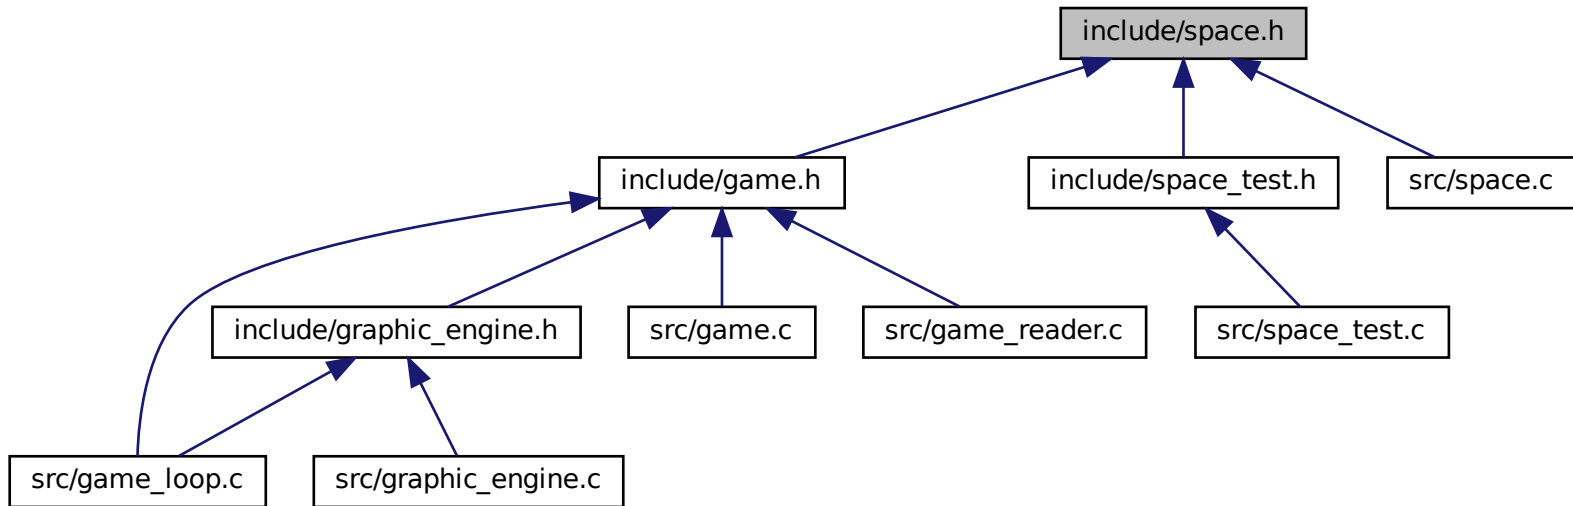 include/space.h
include/game.h
include/space_test.h
src/space.c
include/graphic_engine.h
src/game.c
src/game_reader.c
src/space_test.c
src/game_loop.c
src/graphic_engine.c